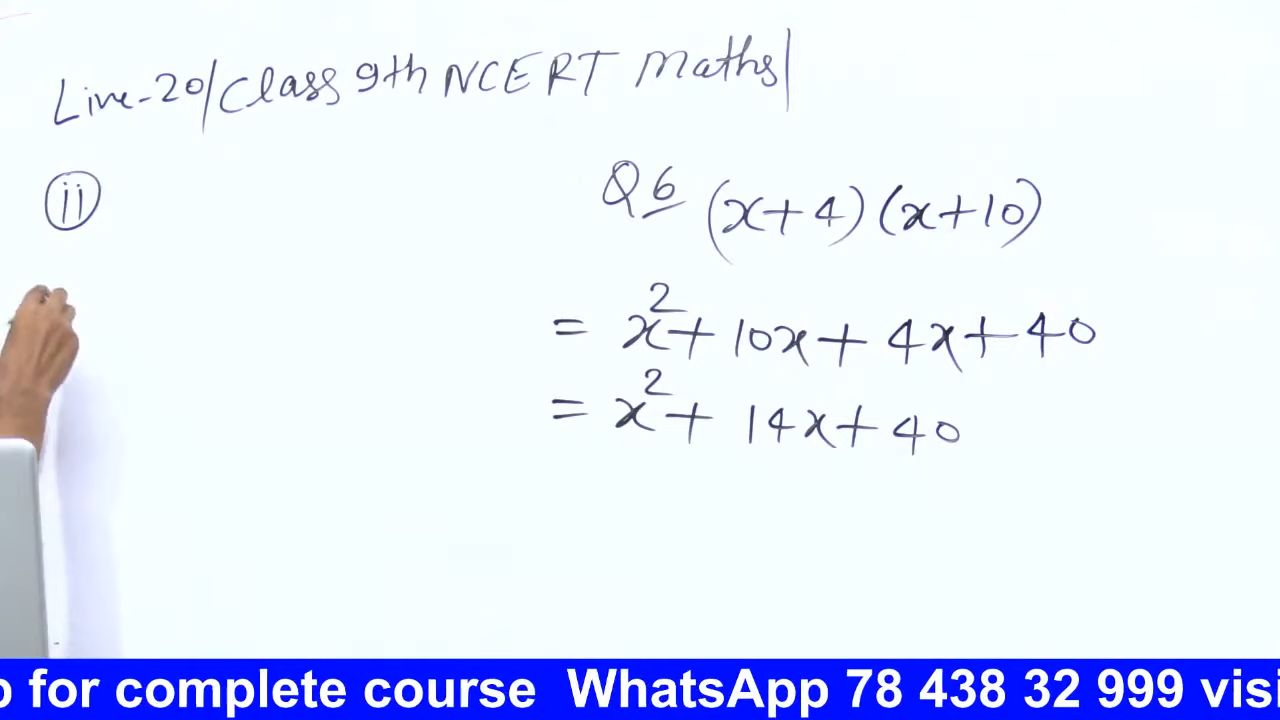 Live-20/Class 9th NCERT Maths|
ii
Q6 (x+4)(x+10)
= x²+10x+4x+40
= x²+14x+40
for complete course WhatsApp 78 438 32 999